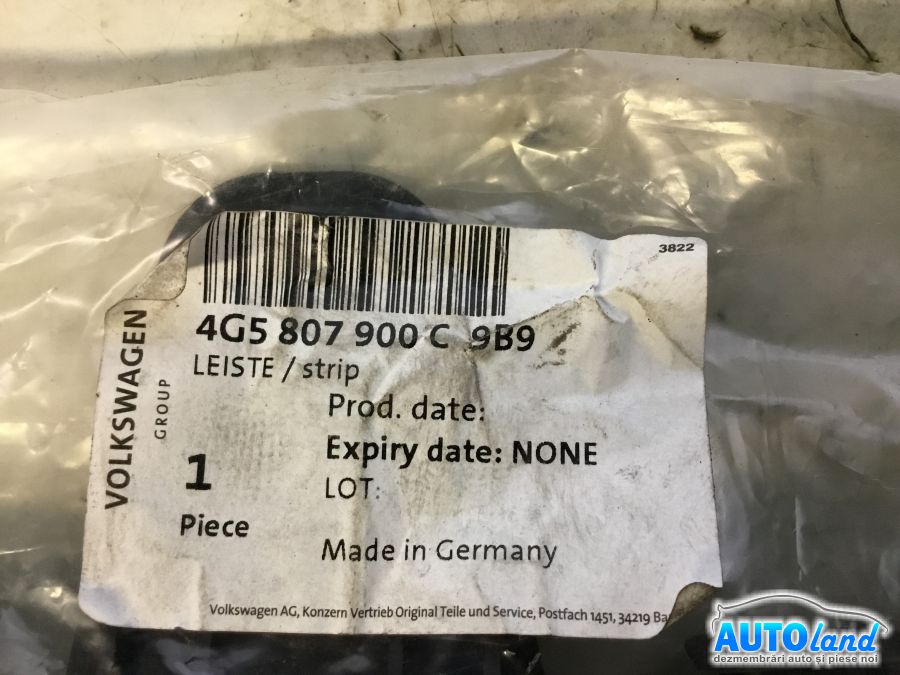 3822
4G5 807 900 C 9B9
LEISTE / strip
VOLKSWAGEN
GROUP
Prod. date:
Expiry date: NONE
1
LOT:
Piece
Made in Germany
Volkswagen AG, Konzern Vertrieb Original Teile und Service, Postfach 1451, 34219
AUTOland
dezmembrări auto și piese noi